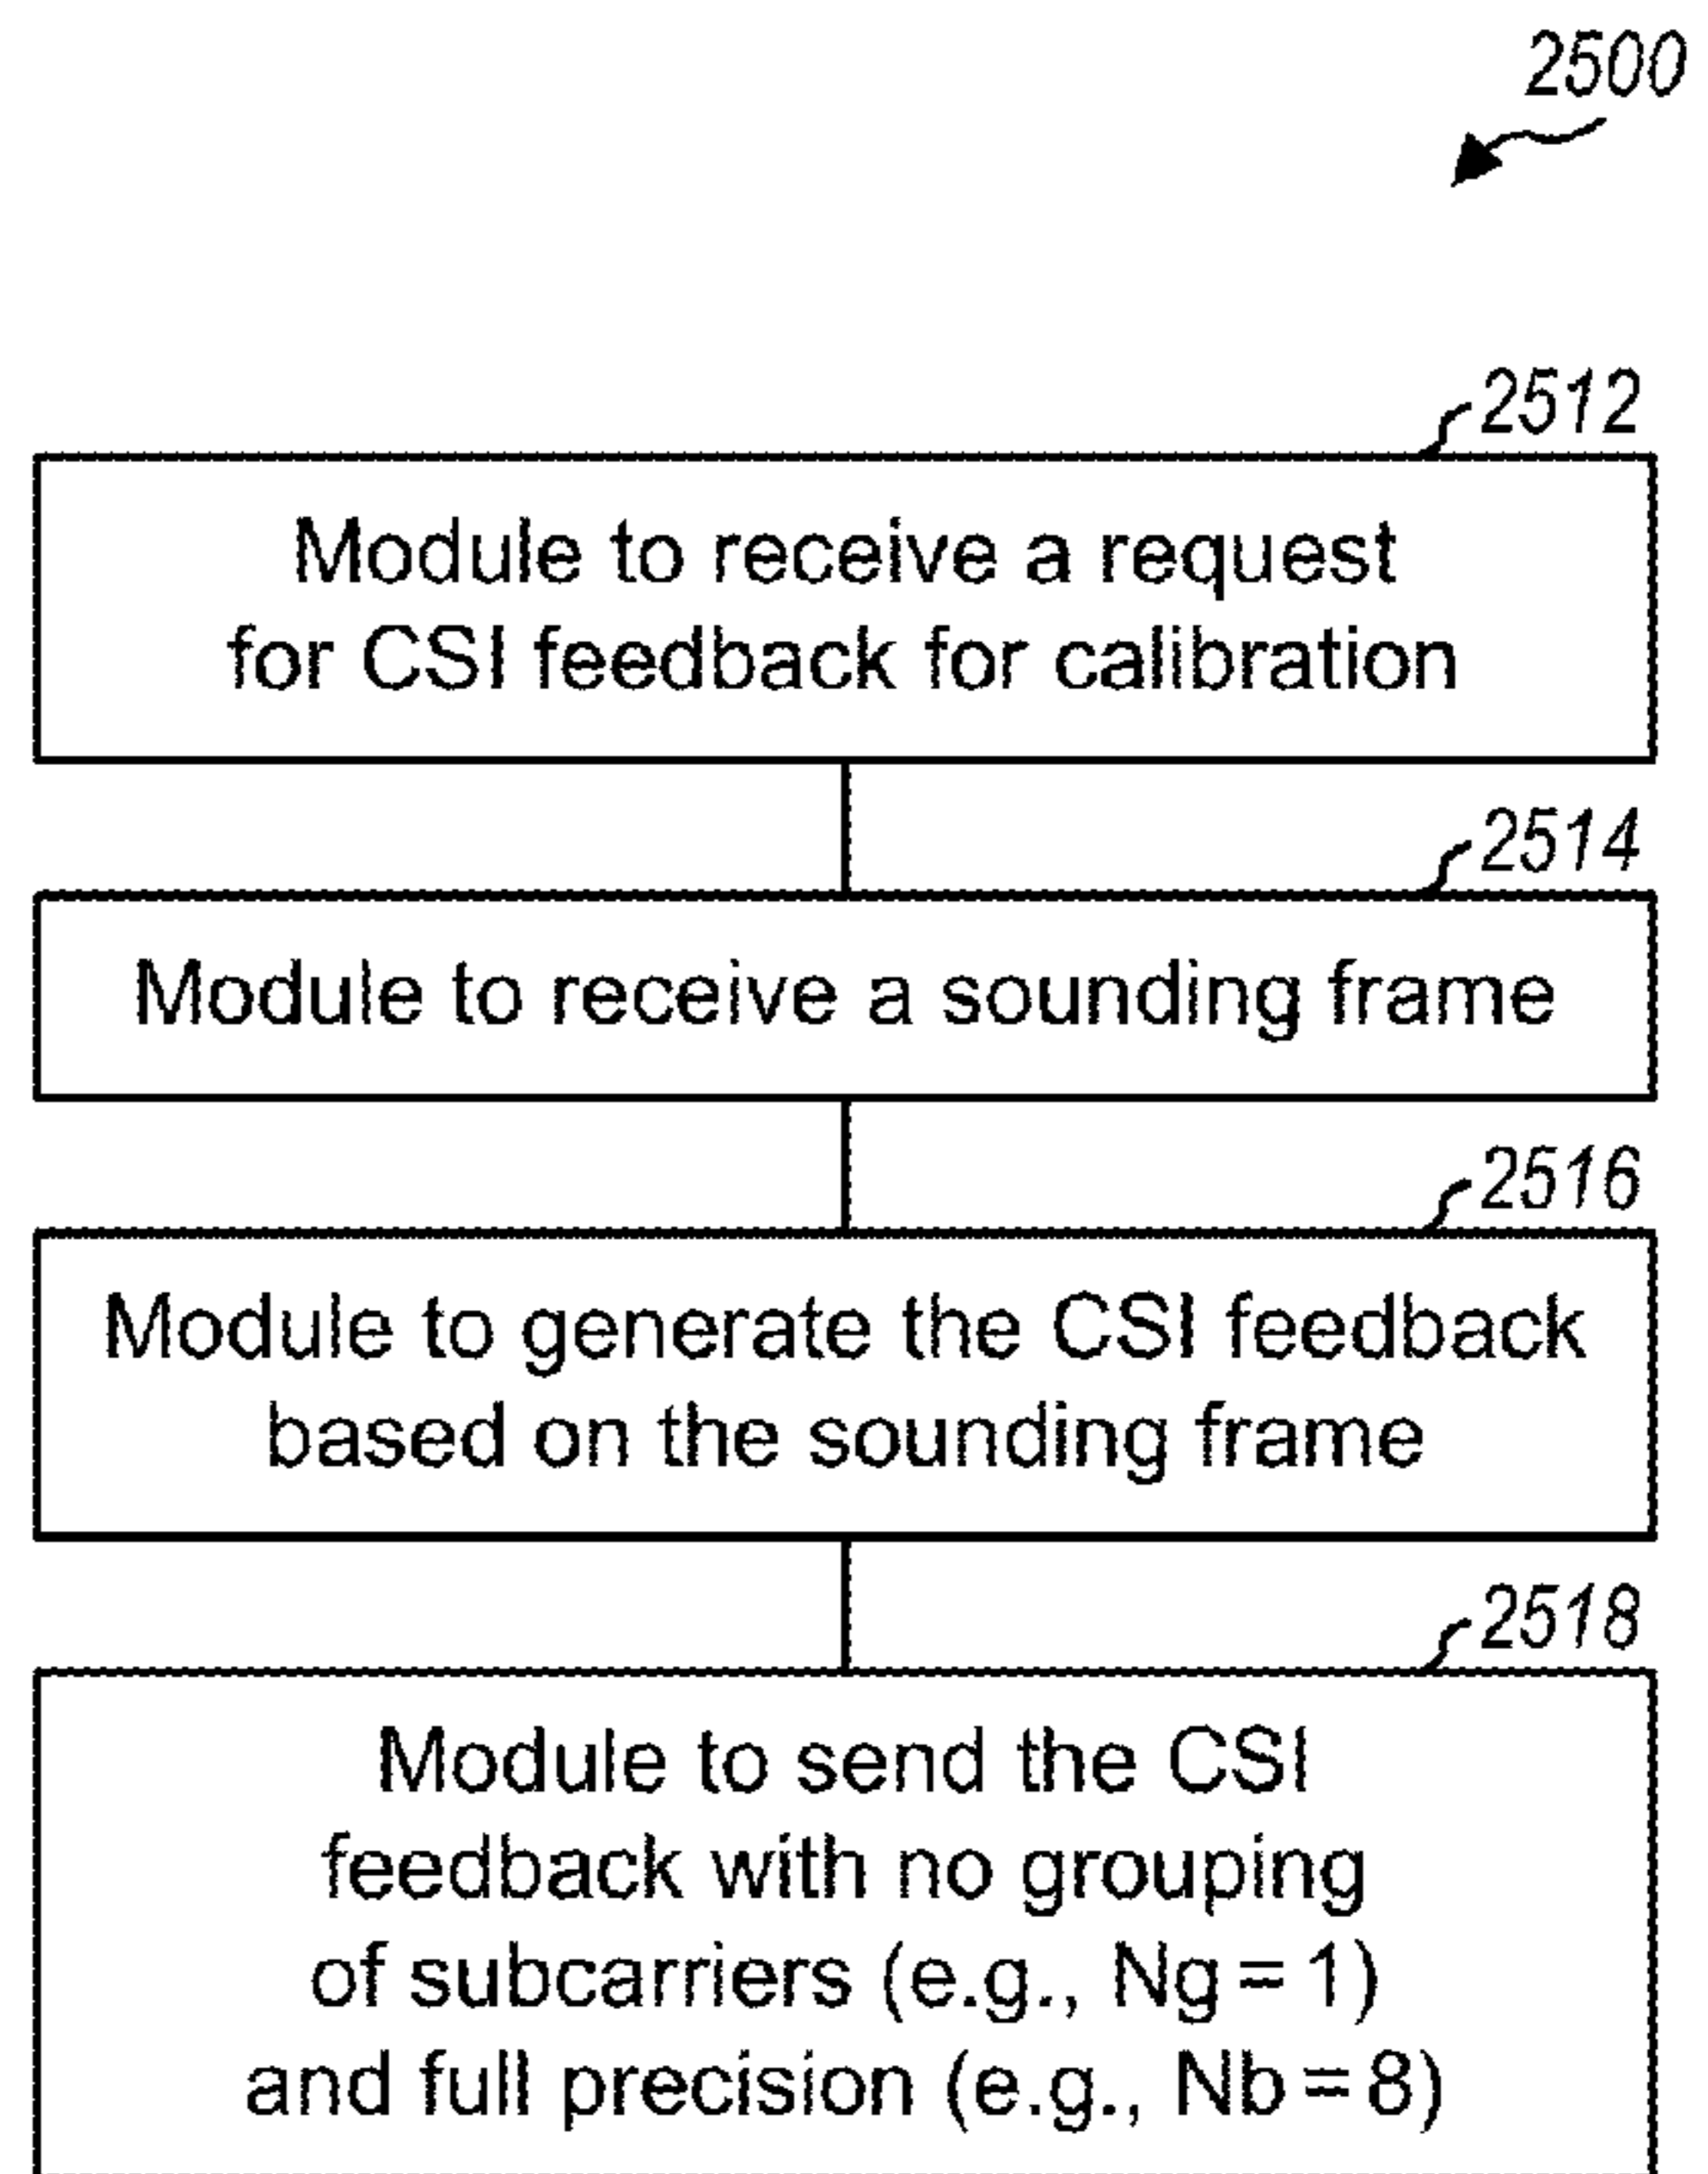 2500
2512
Module to receive a request
for CSI feedback for calibration
2514
Module to receive a sounding frame
2516
Module to generate the CSI feedback
based on the sounding frame
2518
Module to send the CSI
feedback with no grouping
of subcarriers (e.g., Ng = 1)
and full precision (e.g., Nb = 8)